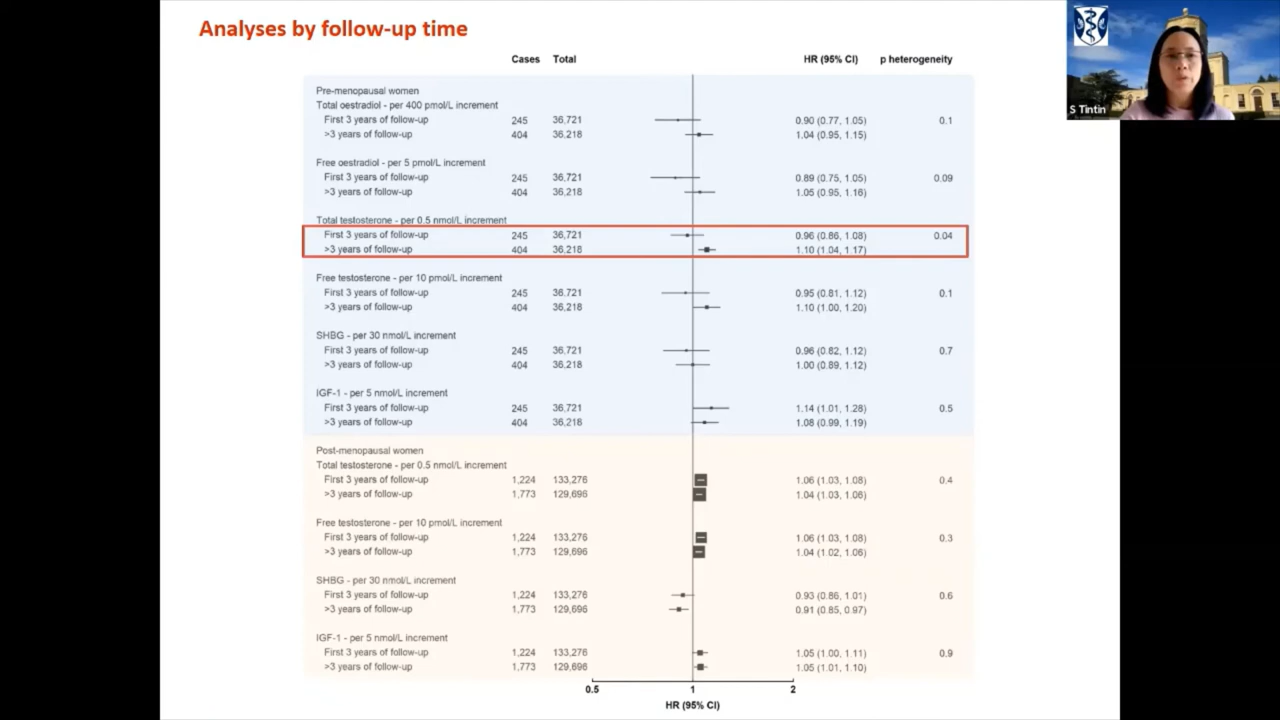 Analyses by follow-up time
Cases Total HR (95% CI) p heterogeneity
Pre-menopausal women
Total oestradiol - per 400 pmol/L increment
First 3 years of follow-up 245 36,721 0.90 (0.77, 1.05) 0.1
>3 years of follow-up 404 36,218 1.04 (0.95, 1.15)
Free oestradiol - per 5 pmol/L increment
First 3 years of follow-up 245 36,721 0.89 (0.75, 1.05) 0.09
>3 years of follow-up 404 36,218 1.05 (0.95, 1.16)
Total testosterone - per 0.5 nmol/L increment
First 3 years of follow-up 245 36,721 0.96 (0.86, 1.08) 0.04
>3 years of follow-up 404 36,218 1.10 (1.04, 1.17)
Free testosterone - per 10 pmol/L increment
First 3 years of follow-up 245 36,721 0.95 (0.81, 1.12) 0.1
>3 years of follow-up 404 36,218 1.10 (1.00, 1.20)
SHBG - per 30 nmol/L increment
First 3 years of follow-up 245 36,721 0.96 (0.82, 1.12) 0.7
>3 years of follow-up 404 36,218 1.00 (0.89, 1.12)
IGF-1 - per 5 nmol/L increment
First 3 years of follow-up 245 36,721 1.14 (1.01, 1.28) 0.5
>3 years of follow-up 404 36,218 1.08 (0.99, 1.19)
Post-menopausal women
Total testosterone - per 0.5 nmol/L increment
First 3 years of follow-up 1,224 133,276 1.06 (1.03, 1.08) 0.4
>3 years of follow-up 1,773 129,696 1.04 (1.03, 1.06)
Free testosterone - per 10 pmol/L increment
First 3 years of follow-up 1,224 133,276 1.06 (1.03, 1.08) 0.3
>3 years of follow-up 1,773 129,696 1.04 (1.02, 1.06)
SHBG - per 30 nmol/L increment
First 3 years of follow-up 1,224 133,276 0.93 (0.86, 1.01) 0.6
>3 years of follow-up 1,773 129,696 0.91 (0.85, 0.97)
IGF-1 - per 5 nmol/L increment
First 3 years of follow-up 1,224 133,276 1.05 (1.00, 1.11) 0.9
>3 years of follow-up 1,773 129,696 1.05 (1.01, 1.10)
0.5 1 2
HR (95% CI)
S Tintin